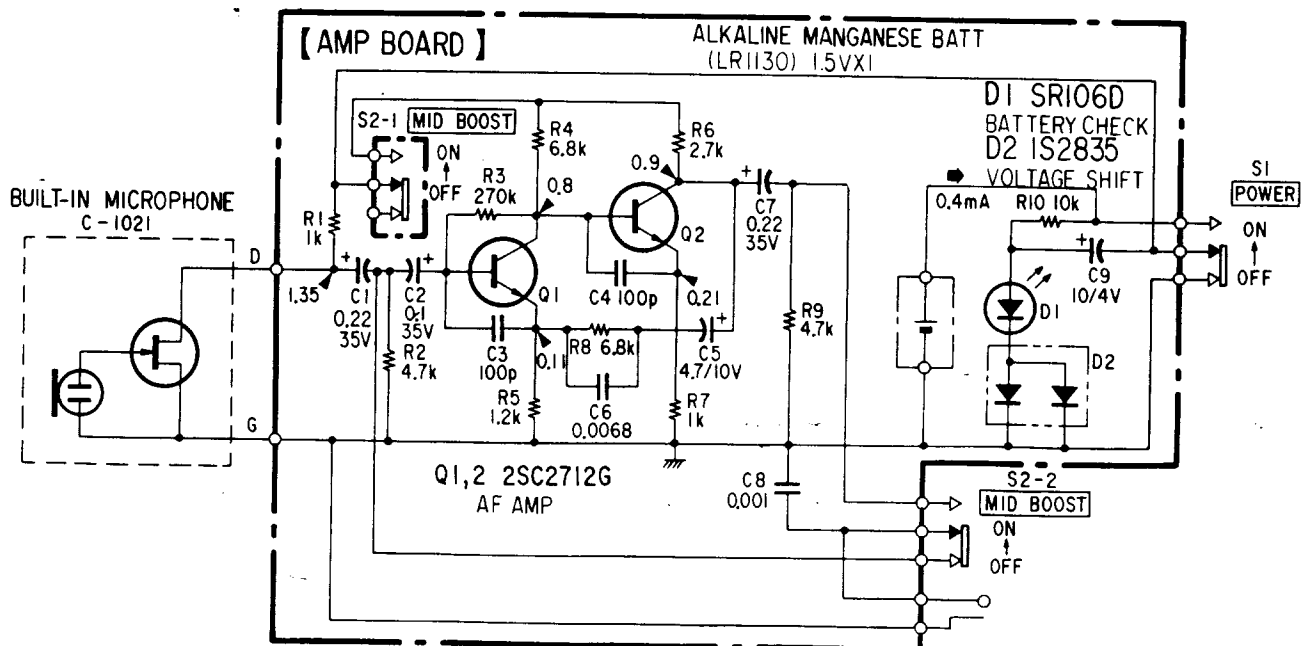 【AMP BOARD】
ALKALINE MANGANESE BATT
(LR1130) 1.5VX1
D1 SR106D
BATTERY CHECK
D2 1S2835
VOLTAGE SHIFT
S2-1 MID BOOST
ON
OFF
R4
6.8k
R6
2.7k
0.9
0.8
R3
270k
S1
POWER
ON
OFF
0.4mA
R10 10k
BUILT-IN MICROPHONE
C-1021
R1
1k
D
1.35
C1
0.22
35V
C2
0.1
35V
Q1
Q2
C4 100p
0.21
C7
0.22
35V
C9
10/4V
D1
D2
R9
4.7k
R2
4.7k
C3
100p
0.11
R8 6.8k
C5
4.7/10V
R5
1.2k
C6
0.0068
R7
1k
G
Q1,2 2SC2712G
AF AMP
C8
0.001
S2-2
MID BOOST
ON
OFF